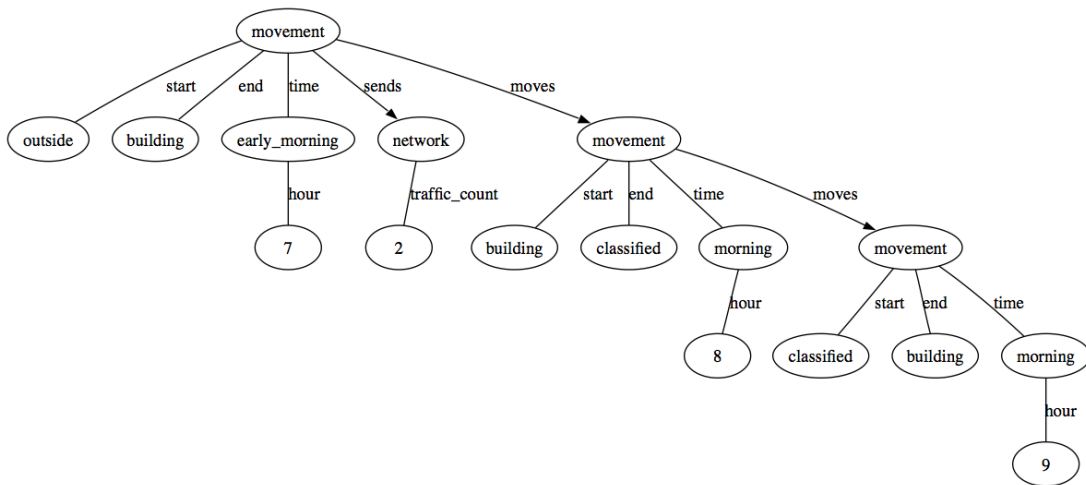 movement
start
end
time
sends
moves
outside
building
early_morning
network
movement
hour
traffic_count
start
end
time
moves
7
2
building
classified
morning
movement
hour
start
end
time
8
classified
building
morning
hour
9